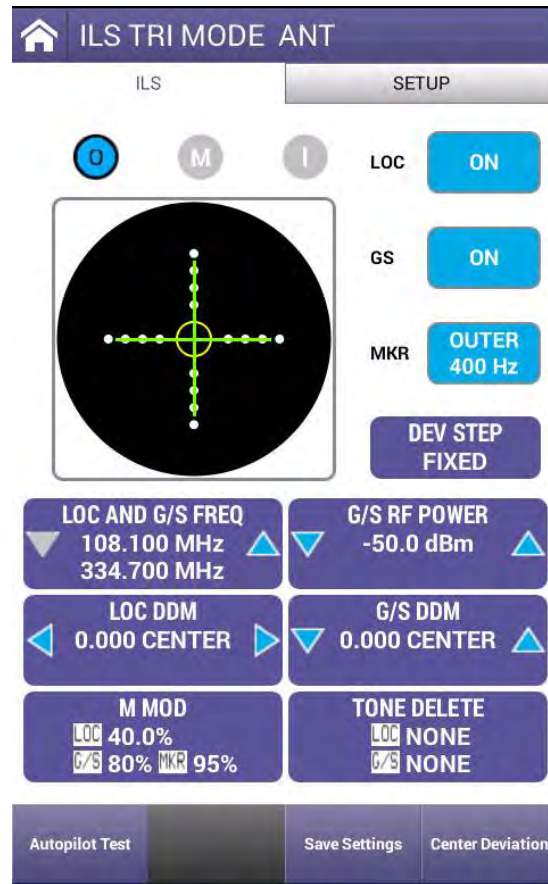 ILS TRI MODE ANT
ILS SETUP
O M I LOC ON
GS ON
MKR OUTER
400 Hz
DEV STEP
FIXED
LOC AND G/S FREQ
108.100 MHz
334.700 MHz
G/S RF POWER
-50.0 dBm
LOC DDM
0.000 CENTER
G/S DDM
0.000 CENTER
M MOD
LOC 40.0%
G/S 80% MKR 95%
TONE DELETE
LOC NONE
G/S NONE
Autopilot Test Save Settings Center Deviation